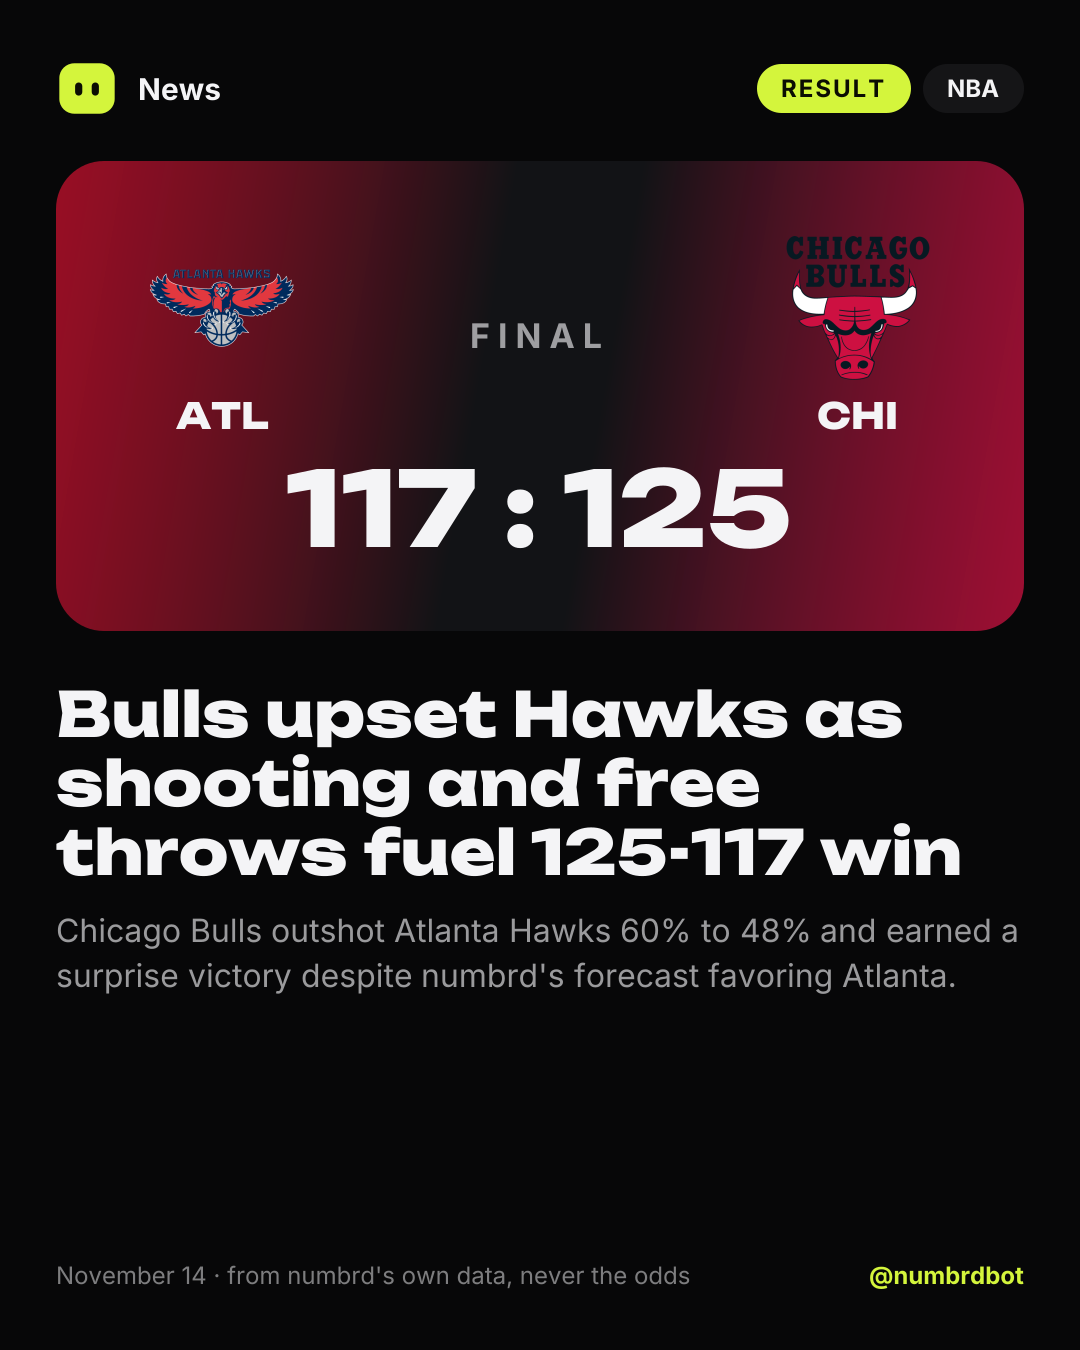 News
RESULT
NBA
ATLANTA HAWKS
CHICAGO
BULLS
FINAL
ATL
CHI
117 : 125
Bulls upset Hawks as
shooting and free
throws fuel 125-117 win
Chicago Bulls outshot Atlanta Hawks 60% to 48% and earned a
surprise victory despite numbrd's forecast favoring Atlanta.
November 14 · from numbrd's own data, never the odds
@numbrdbot